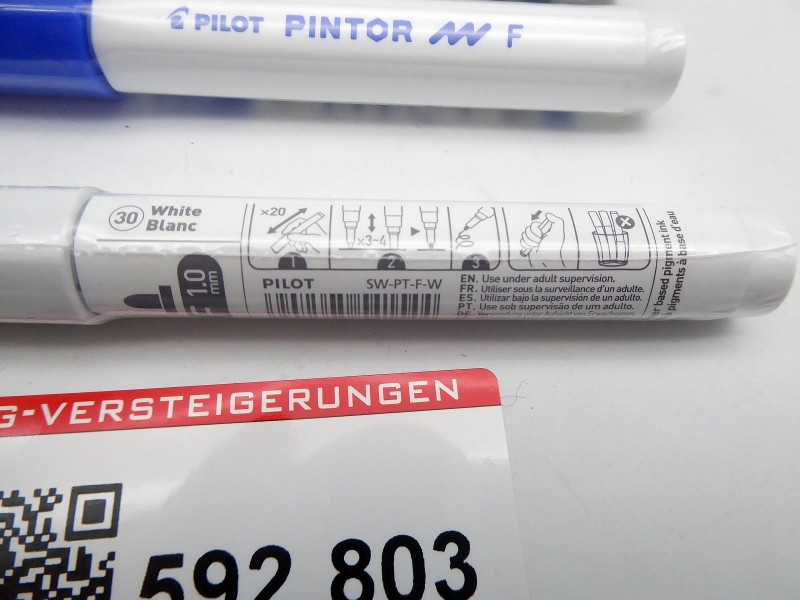 PILOT PINTOR F
30 White
Blanc
×20
×3~4
1 2 3
1.0
mm
PILOT SW-PT-F-W
EN. Use under adult supervision.
FR. Utiliser sous la surveillance d'un adulte.
ES. Utilizar bajo la supervisión de un adulto.
PT. Use sob supervisão de um adulto.
based pigment ink
pigments à base d'eau
G-VERSTEIGERUNGEN
592 803